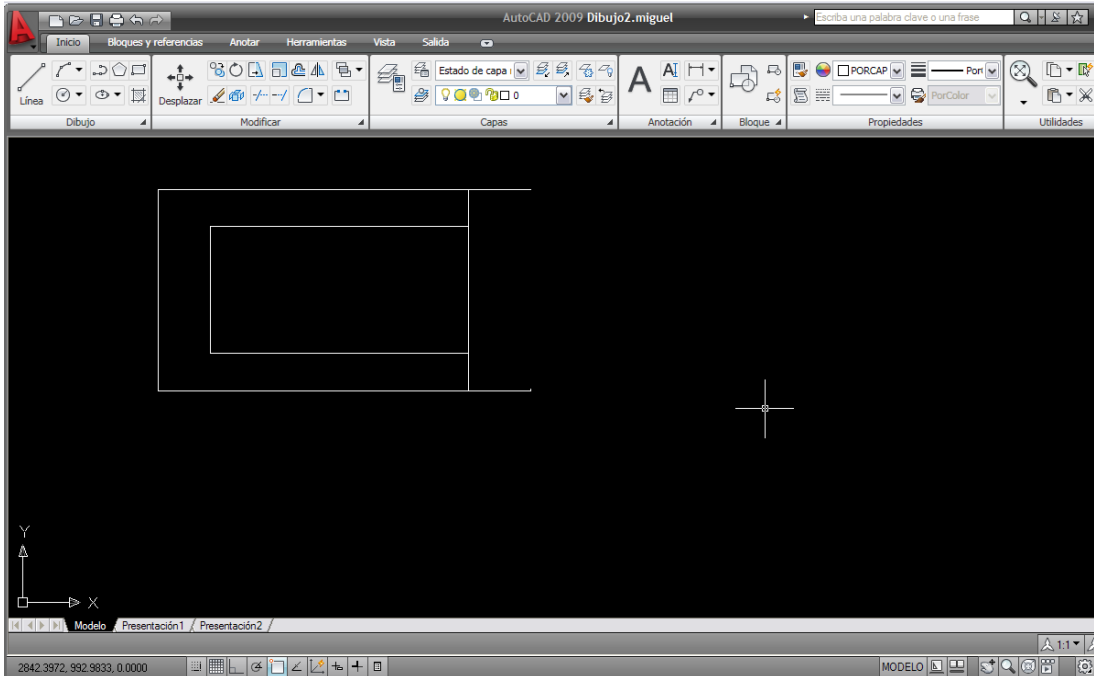 AutoCAD 2009 Dibujo2.miguel
Escriba una palabra clave o una frase
Inicio Bloques y referencias Anotar Herramientas Vista Salida
Estado de capa
PORCAP
Por
Línea
Desplazar
0
A
PorColor
Dibujo Modificar Capas Anotación Bloque Propiedades Utilidades
Y
X
Modelo Presentación1 Presentación2
1:1
2842.3972, 992.9833, 0.0000
MODELO